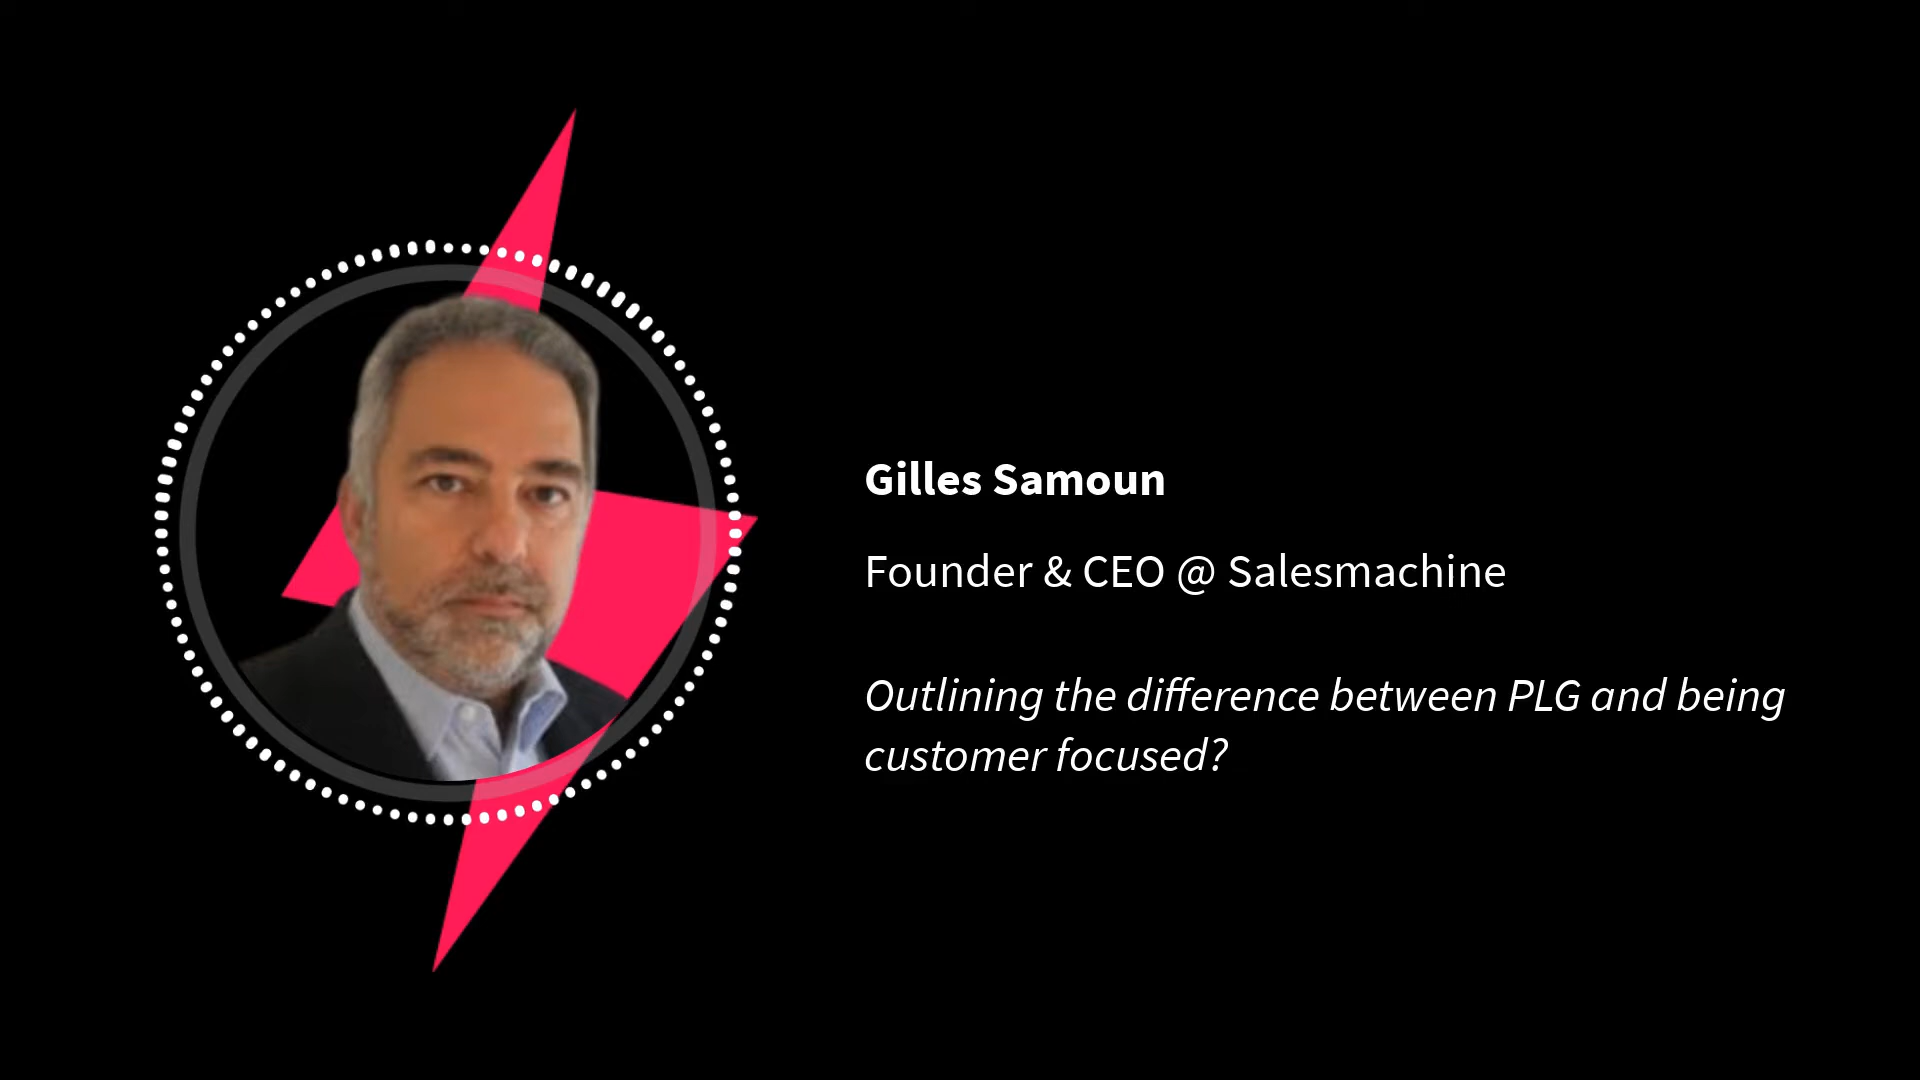 Gilles Samoun
Founder & CEO @ Salesmachine
Outlining the difference between PLG and being
customer focused?